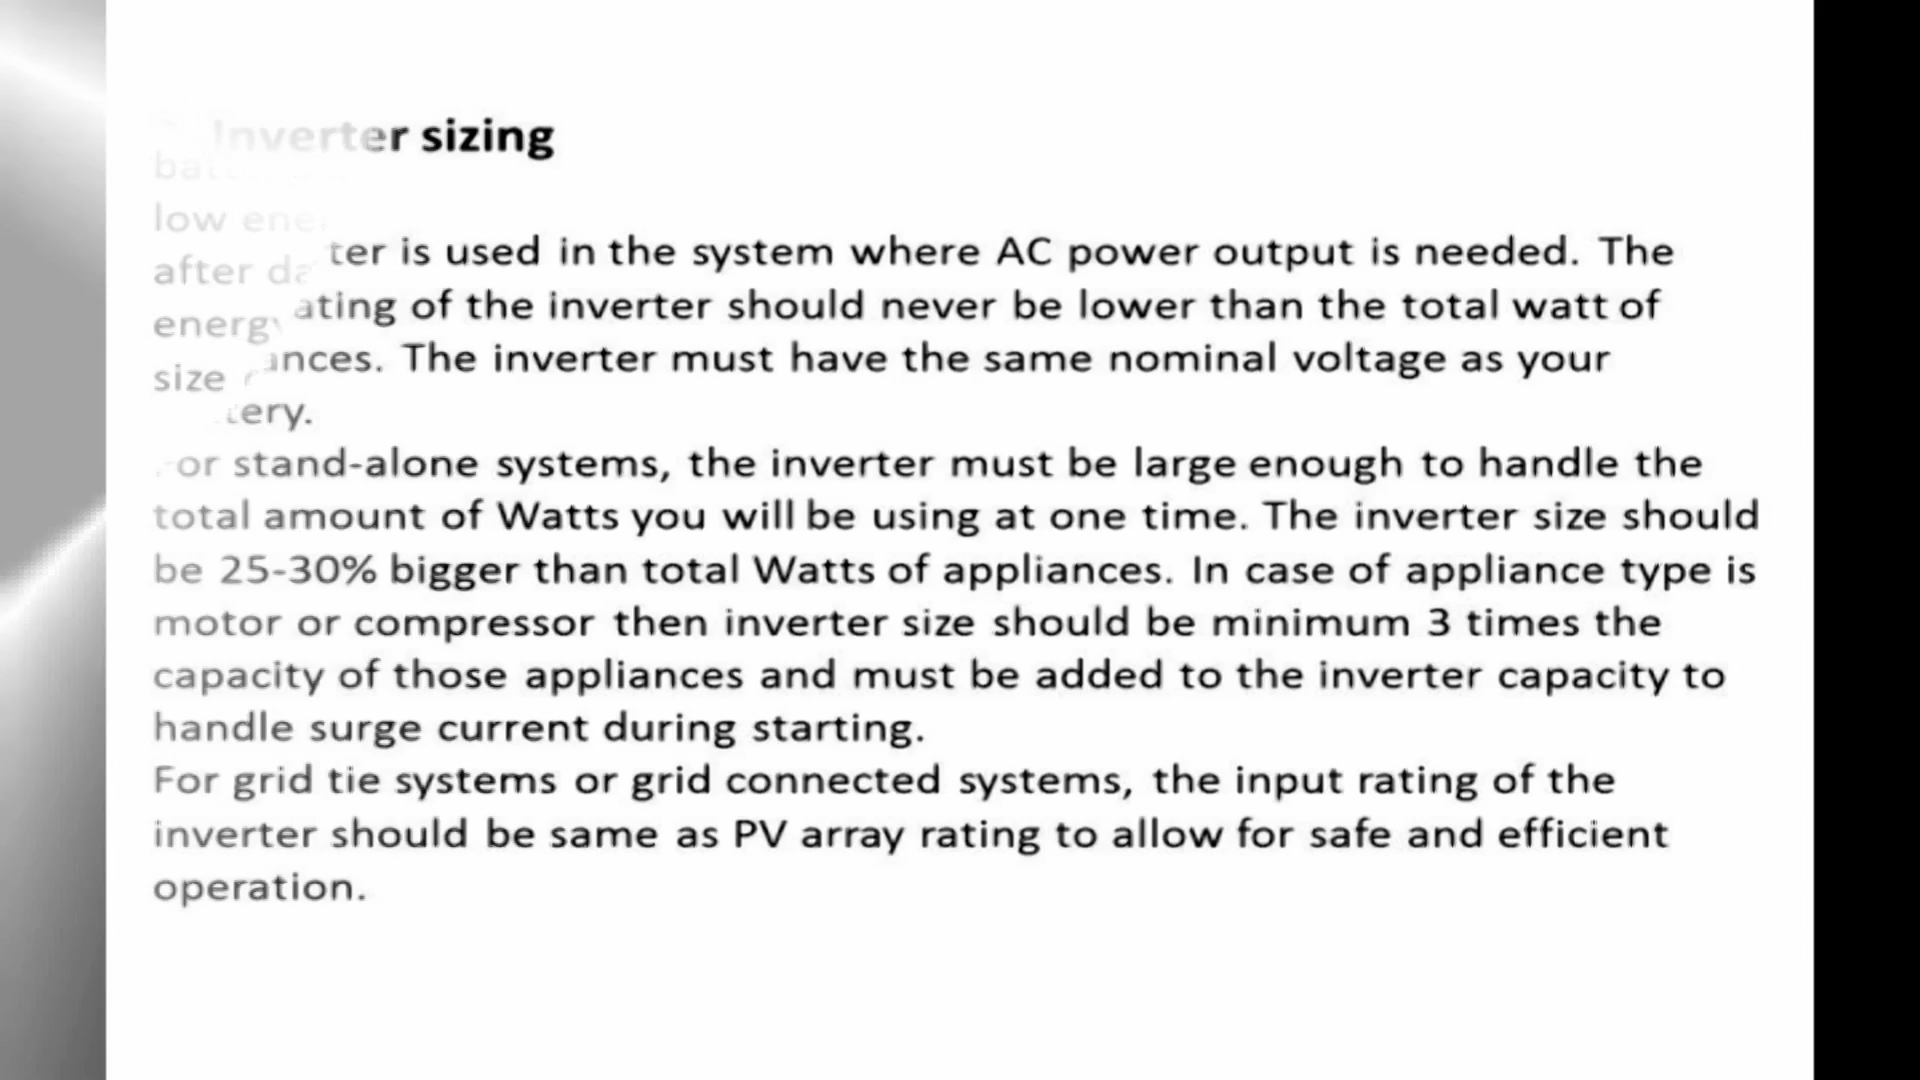 Inverter sizing
low
after
is used in the system where AC power output is needed. The
of the inverter should never be lower than the total watt of
The inverter must have the same nominal voltage as your
size
stand-alone systems, the inverter must be large enough to handle the
total amount of Watts you will be using at one time. The inverter size should
be 25-30% bigger than total Watts of appliances. In case of appliance type is
motor or compressor then inverter size should be minimum 3 times the
capacity of those appliances and must be added to the inverter capacity to
handle surge current during starting.
For grid tie systems or grid connected systems, the input rating of the
inverter should be same as PV array rating to allow for safe and efficient
operation.